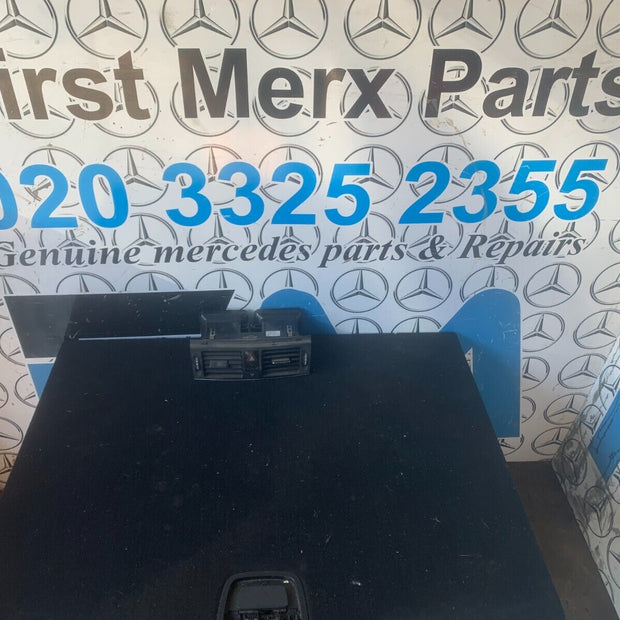 irst Merx Parts
020 3325 2355
Genuine mercedes parts & Repairs